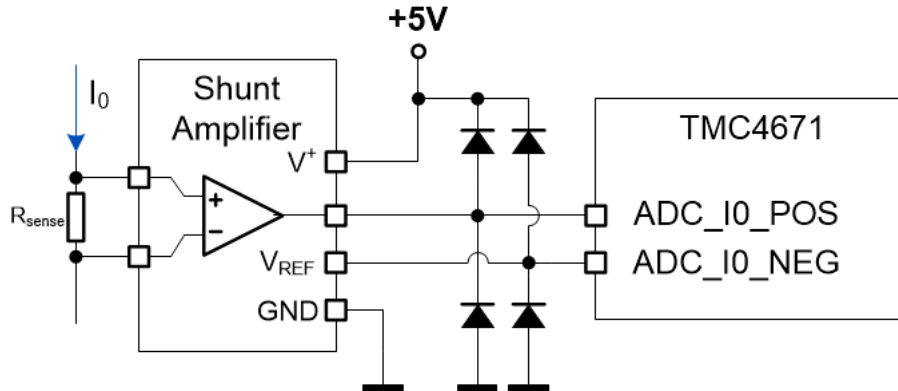 +5V
I0
Shunt
Amplifier
TMC4671
V+
Rsense
+
ADC_I0_POS
−
VREF
ADC_I0_NEG
GND